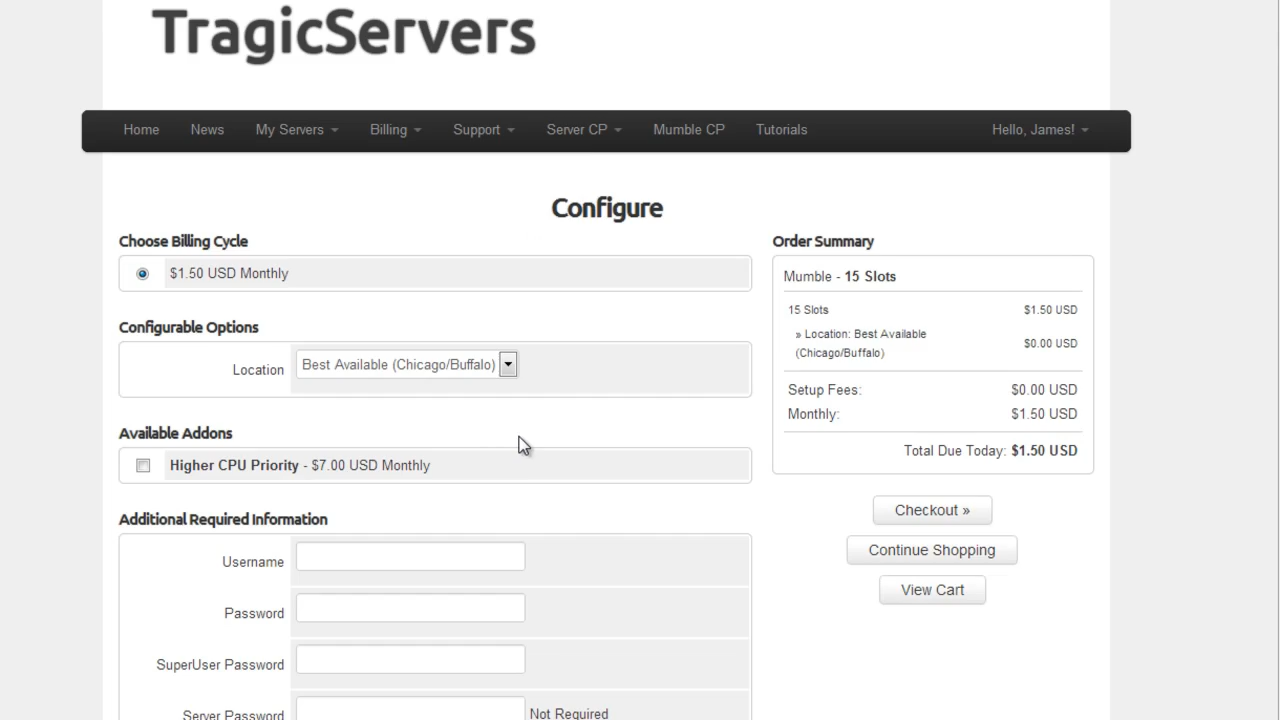 TragicServers
Home News My Servers Billing Support Server CP Mumble CP Tutorials Hello, James!
Configure
Choose Billing Cycle
$1.50 USD Monthly
Configurable Options
Location Best Available (Chicago/Buffalo)
Available Addons
Higher CPU Priority - $7.00 USD Monthly
Additional Required Information
Username
Password
SuperUser Password
Server Password Not Required
Order Summary
Mumble - 15 Slots
15 Slots $1.50 USD
» Location: Best Available
(Chicago/Buffalo) $0.00 USD
Setup Fees: $0.00 USD
Monthly: $1.50 USD
Total Due Today: $1.50 USD
Checkout »
Continue Shopping
View Cart